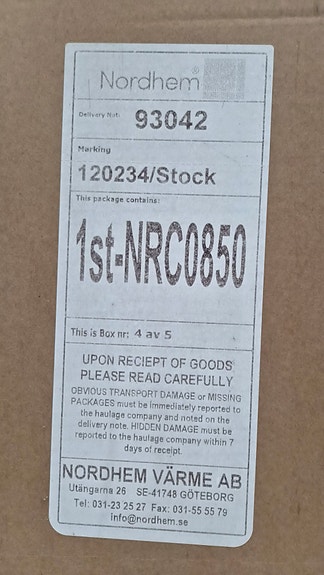 Nordhem®
Delivery Not: 93042
Marking
120234/Stock
This package contains:
1st-NRC0850
This is Box nr: 4 av 5
UPON RECIEPT OF GOODS
PLEASE READ CAREFULLY
OBVIOUS TRANSPORT DAMAGE or MISSING
PACKAGES must be immediately reported to
the haulage company and noted on the
delivery note. HIDDEN DAMAGE must be
reported to the haulage company within 7
days of receipt.
NORDHEM VÄRME AB
Utängarna 26 SE-41748 GÖTEBORG
Tel: 031-23 25 27 Fax: 031-55 55 79
info@nordhem.se